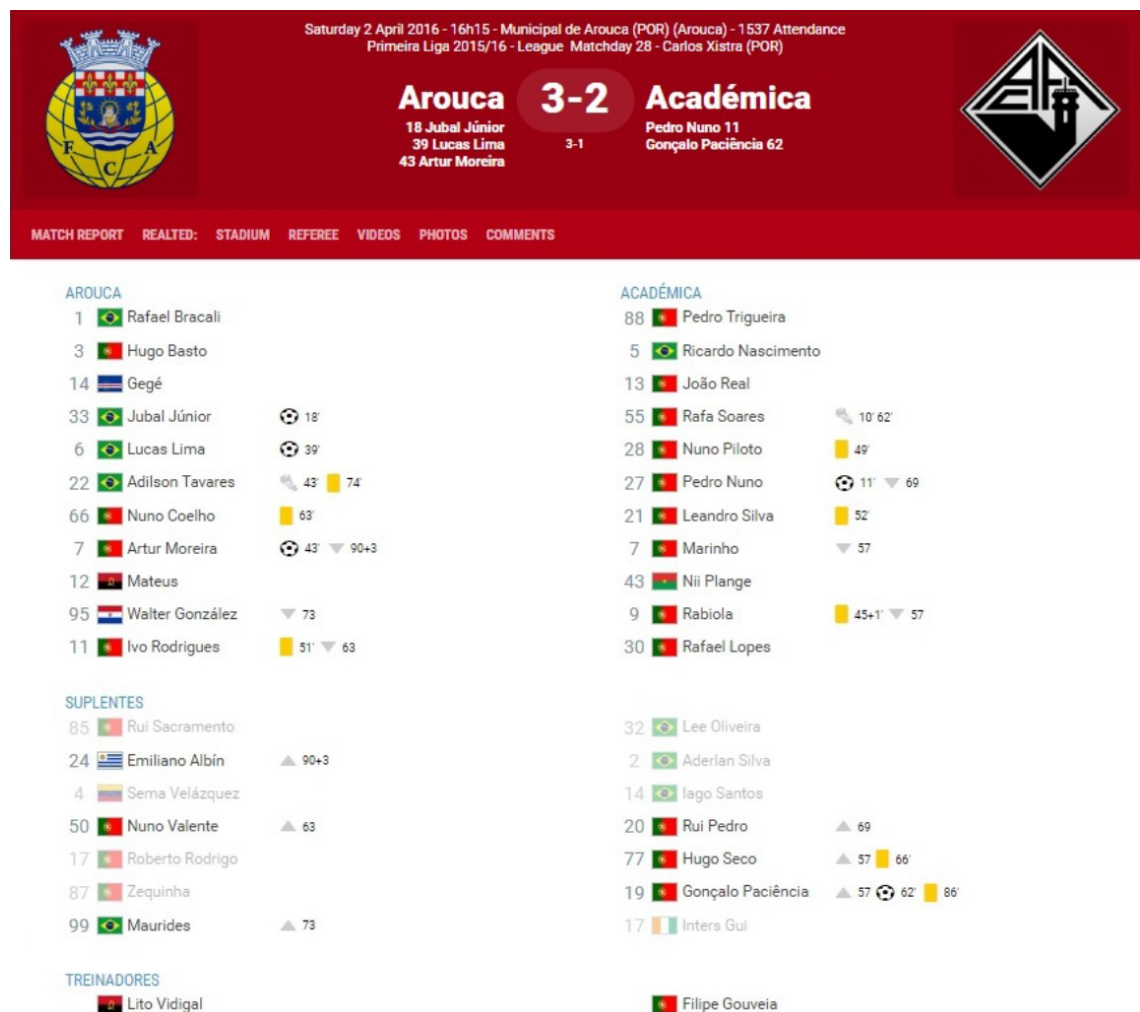 Saturday 2 April 2016 - 16h15 - Municipal de Arouca (POR) (Arouca) - 1537 Attendance
Primeira Liga 2015/16 - League Matchday 28 - Carlos Xistra (POR)
Arouca 3-2 Académica
18 Jubal Júnior Pedro Nuno 11
39 Lucas Lima 3-1 Gonçalo Paciência 62
43 Artur Moreira
F C A
MATCH REPORT REALTED: STADIUM REFEREE VIDEOS PHOTOS COMMENTS
AROUCA ACADÉMICA
1 Rafael Bracali 88 Pedro Trigueira
3 Hugo Basto 5 Ricardo Nascimento
14 Gegé 13 João Real
33 Jubal Júnior 18' 55 Rafa Soares 10' 62'
6 Lucas Lima 39' 28 Nuno Piloto 49'
22 Adilson Tavares 43' 74' 27 Pedro Nuno 11' 69
66 Nuno Coelho 63' 21 Leandro Silva 52'
7 Artur Moreira 43' 90+3 7 Marinho 57
12 Mateus 43 Nii Plange
95 Walter González 73 9 Rabiola 45+1' 57
11 Ivo Rodrigues 51' 63 30 Rafael Lopes
SUPLENTES
85 Rui Sacramento 32 Lee Oliveira
24 Emiliano Albín 90+3 2 Aderlan Silva
4 Sema Velázquez 14 Iago Santos
50 Nuno Valente 63 20 Rui Pedro 69
17 Roberto Rodrigo 77 Hugo Seco 57 66'
87 Zequinha 19 Gonçalo Paciência 57 62' 86'
99 Maurides 73 17 Inters Gui
TREINADORES
Lito Vidigal Filipe Gouveia